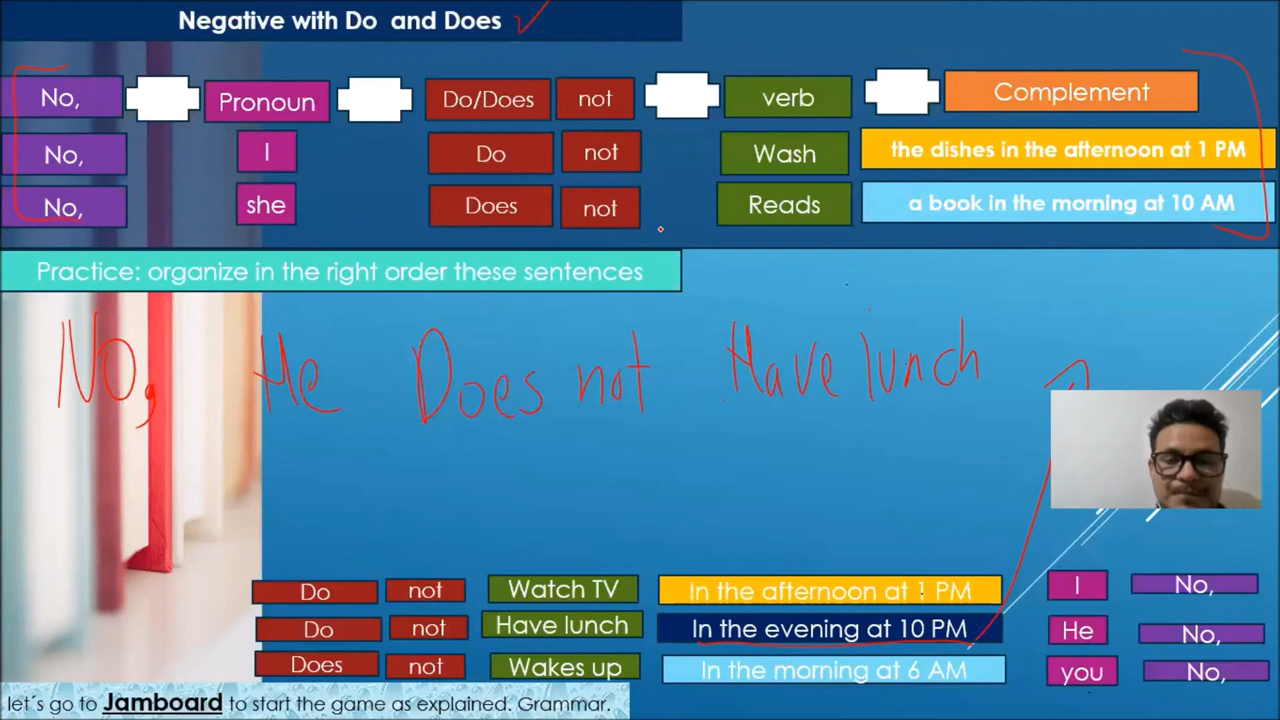 Negative with Do and Does
No, Pronoun Do/Does not verb Complement
No, I Do not Wash the dishes in the afternoon at 1 PM
No, she Does not Reads a book in the morning at 10 AM
Practice: organize in the right order these sentences
No, He Does not Have lunch
Do not Watch TV In the afternoon at 1 PM I No,
Do not Have lunch In the evening at 10 PM He No,
Does not Wakes up In the morning at 6 AM you No,
let´s go to Jamboard to start the game as explained. Grammar.